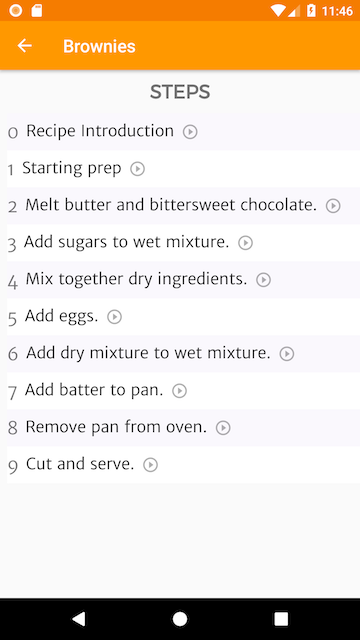 11:46
Brownies
STEPS
0 Recipe Introduction
1 Starting prep
2 Melt butter and bittersweet chocolate.
3 Add sugars to wet mixture.
4 Mix together dry ingredients.
5 Add eggs.
6 Add dry mixture to wet mixture.
7 Add batter to pan.
8 Remove pan from oven.
9 Cut and serve.